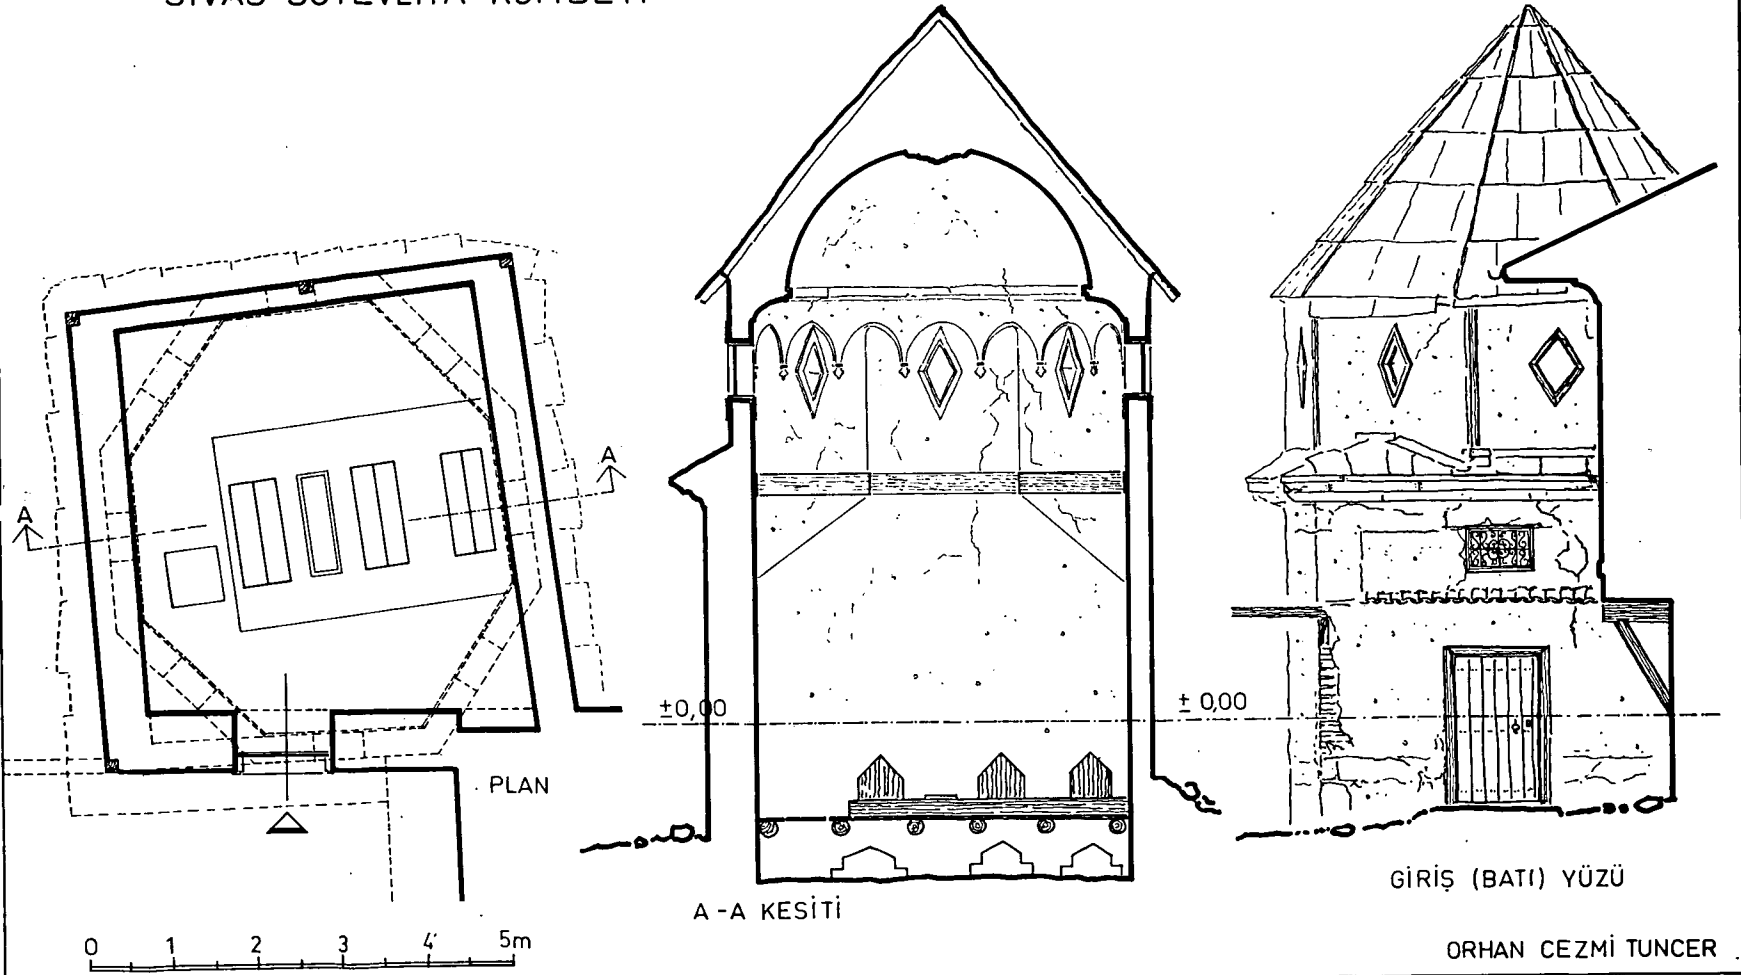 A
A
PLAN
0 1 2 3 4 5m
±0,00
A-A KESİTİ
± 0,00
GİRİŞ (BATI) YÜZÜ
ORHAN CEZMİ TUNCER